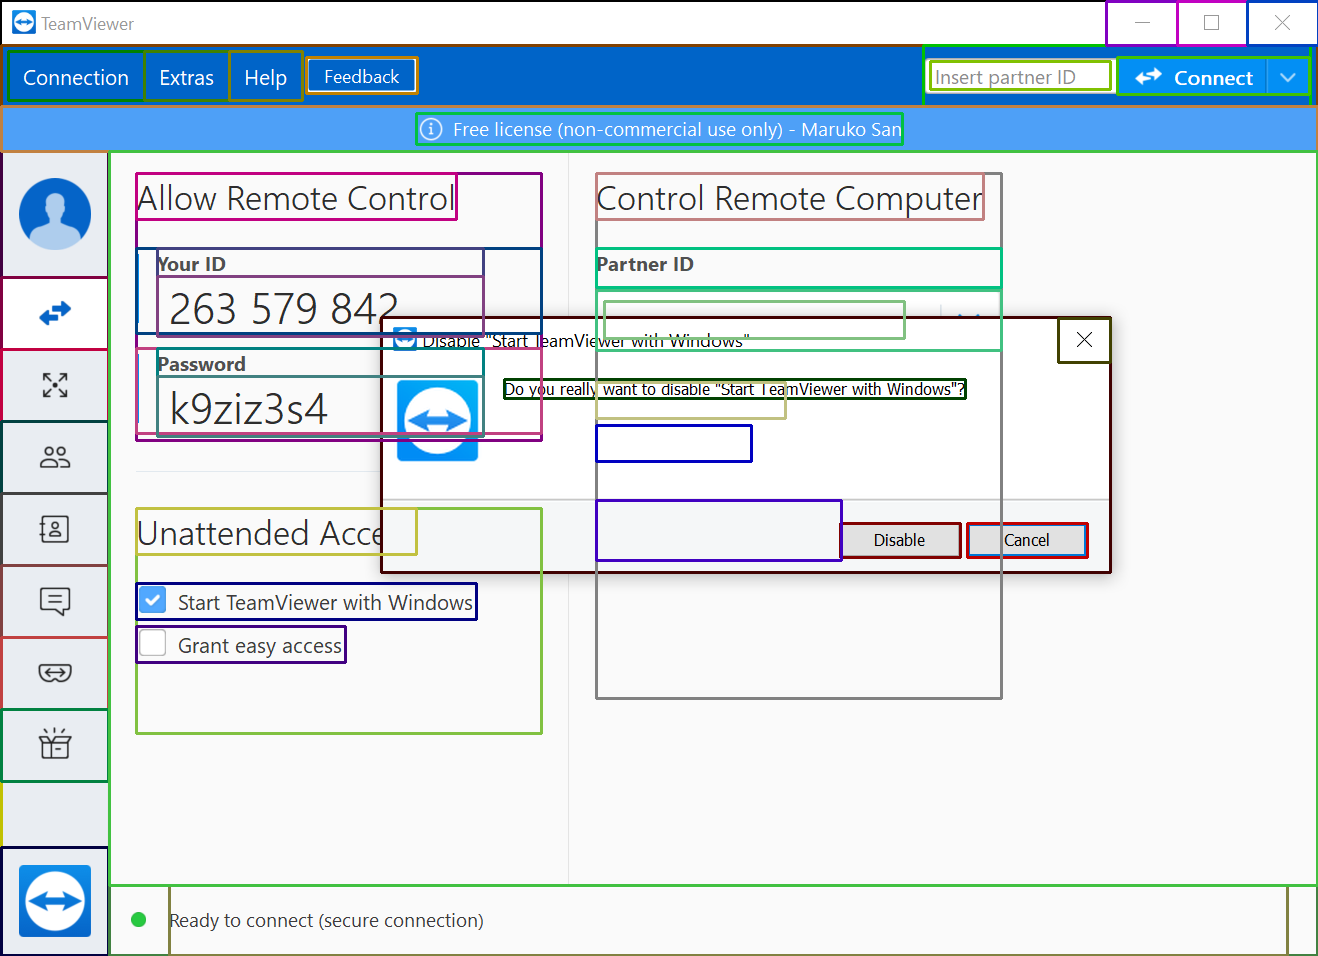 TeamViewer
Connection
Extras
Help
Feedback
Insert partner ID
Connect
Free license (non-commercial use only) - Maruko San
Allow Remote Control
Your ID
263 579 842
Password
k9ziz3s4
Control Remote Computer
Partner ID
Disable "Start TeamViewer with Windows"
Do you really want to disable "Start TeamViewer with Windows"?
Disable
Cancel
Unattended Acce
Start TeamViewer with Windows
Grant easy access
Ready to connect (secure connection)